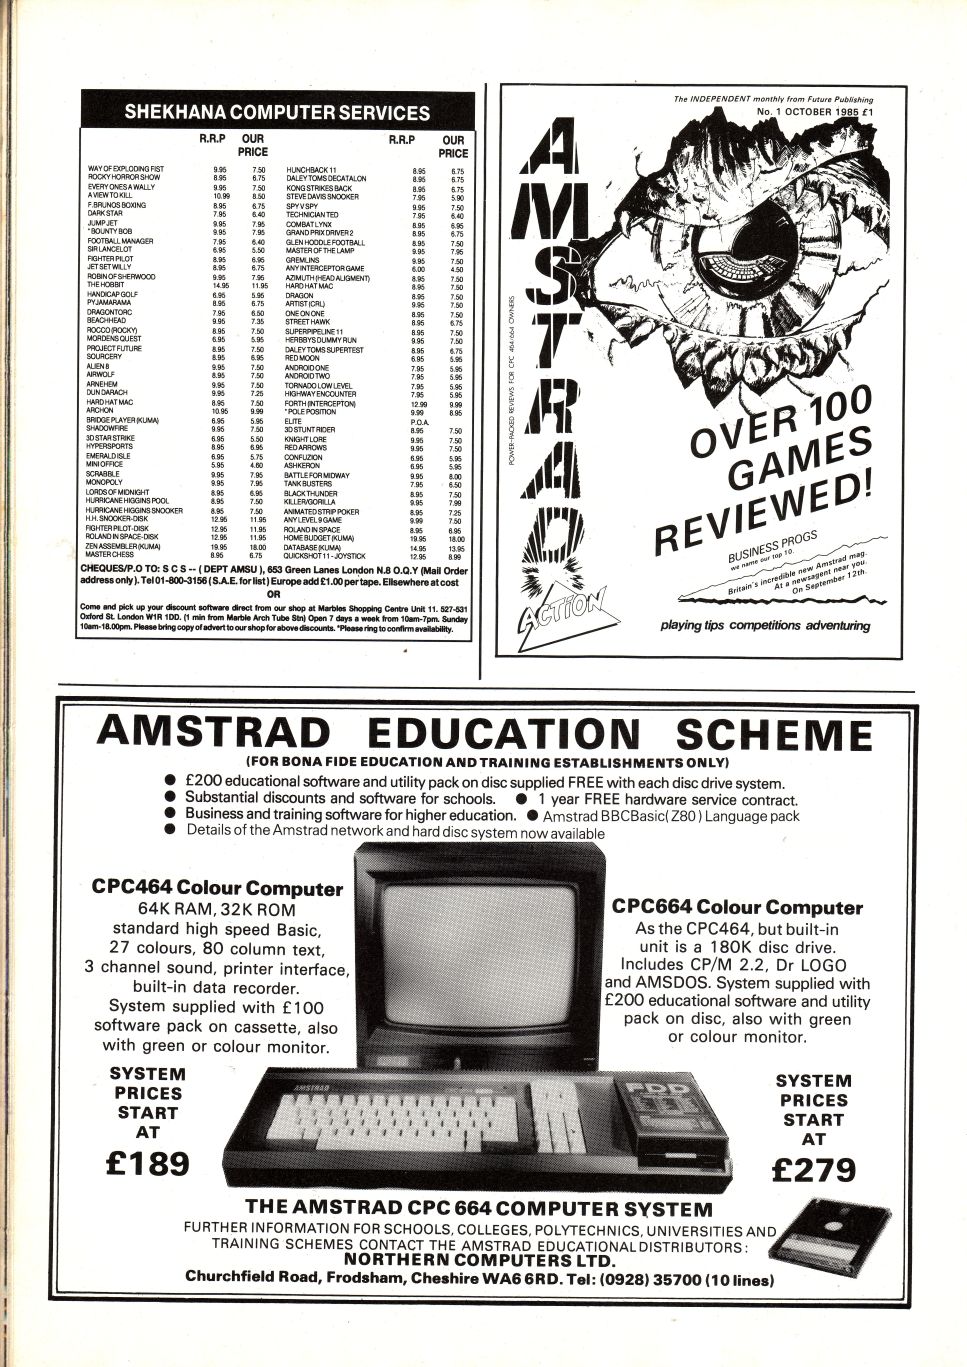 SHEKHANA COMPUTER SERVICES
R.R.P OUR PRICE R.R.P OUR PRICE
WAY OF EXPLODING FIST 9.95 7.50
ROCKY HORROR SHOW 8.95 6.75
EVERY ONES A WALLY 9.95 7.50
A VIEW TO KILL 10.99 8.50
F.BRUNOS BOXING 8.95 6.75
DARK STAR 7.95 6.40
JUMP JET 9.95 7.95
*BOUNTY BOB 9.95 7.95
FOOTBALL MANAGER 7.95 6.40
SIR LANCELOT 6.95 5.50
FIGHTER PILOT 8.95 6.95
JET SET WILLY 8.95 6.75
ROBIN OF SHERWOOD 9.95 7.95
THE HOBBIT 14.95 11.95
HANDICAP GOLF 6.95 5.95
PYJAMARAMA 8.95 6.75
DRAGONTORC 7.95 6.50
BEACHHEAD 9.95 7.35
ROCCO (ROCKY) 8.95 7.50
MORDENS QUEST 6.95 5.95
PROJECT FUTURE 8.95 7.50
SOURCERY 8.95 6.95
ALIEN 8 9.95 7.50
AIRWOLF 8.95 7.50
ARNEHEM 9.95 7.50
DUN DARACH 9.95 7.25
HARD HAT MAC 8.95 7.50
ARCHON 10.95 9.99
BRIDGE PLAYER (KUMA) 6.95 5.95
SHADOWFIRE 9.95 7.50
3D STAR STRIKE 6.95 5.50
HYPERSPORTS 8.95 6.95
EMERALD ISLE 6.95 5.75
MINI OFFICE 5.95 4.60
SCRABBLE 9.95 7.95
MONOPOLY 9.95 7.95
LORDS OF MIDNIGHT 8.95 6.95
HURRICANE HIGGINS POOL 8.95 7.50
HURRICANE HIGGINS SNOOKER 8.95 7.50
H.H. SNOOKER-DISK 12.95 11.95
FIGHTER PILOT-DISK 12.95 11.95
ROLAND IN SPACE-DISK 12.95 11.95
ZEN ASSEMBLER (KUMA) 19.95 18.00
MASTER CHESS 8.95 6.75
HUNCHBACK 11 8.95 6.75
DALEY TOMS DECATALON 8.95 6.75
KONG STRIKES BACK 8.95 6.75
STEVE DAVIS SNOOKER 7.95 5.90
SPY V SPY 9.95 7.50
TECHNICIAN TED 7.95 6.40
COMBAT LYNX 8.95 6.95
GRAND PRIX DRIVER 2 8.95 6.75
GLEN HODDLE FOOTBALL 8.95 7.50
MASTER OF THE LAMP 9.95 7.95
GREMLINS 9.95 7.50
ANY INTERCEPTOR GAME 6.00 4.50
AZIMUTH (HEAD ALIGMENT) 8.95 7.50
HARD HAT MAC 8.95 7.50
DRAGON 8.95 7.50
ARTIST (CRL) 9.95 7.50
ONE ON ONE 8.95 7.50
STREET HAWK 8.95 6.75
SUPERPIPELINE 11 8.95 7.50
HERBBYS DUMMY RUN 9.95 7.50
DALEY TOMS SUPERTEST 8.95 6.75
RED MOON 6.95 5.95
ANDROID ONE 7.95 5.95
ANDROID TWO 7.95 5.95
TORNADO LOW LEVEL 7.95 5.95
HIGHWAY ENCOUNTER 7.95 5.95
FORTH (INTERCEPTON) 12.99 9.99
*POLE POSITION 9.99 8.95
ELITE P.O.A.
3D STUNT RIDER 8.95 7.50
KNIGHT LORE 9.95 7.50
RED ARROWS 9.95 7.50
CONFUZION 6.95 5.95
ASHKERON 6.95 5.95
BATTLE FOR MIDWAY 9.95 8.00
TANK BUSTERS 7.95 6.50
BLACK THUNDER 8.95 7.50
KILLER/GORILLA 9.95 7.99
ANIMATED STRIP POKER 8.95 7.25
ANY LEVEL 9 GAME 9.99 7.50
ROLAND IN SPACE 8.95 6.95
HOME BUDGET (KUMA) 19.95 18.00
DATABASE (KUMA) 14.95 13.95
QUICKSHOT 11 - JOYSTICK 12.95 8.99
CHEQUES/P.O TO: S C S -- ( DEPT AMSU ), 653 Green Lanes London N.8 O.Q.Y (Mail Order
address only). Tel 01-800-3156 (S.A.E. for list) Europe add £1.00 per tape. Ellsewhere at cost
OR
Come and pick up your discount software direct from our shop at Marbles Shopping Centre Unit 11. 527-531
Oxford St. London W1R 1DD. (1 min from Marble Arch Tube Stn) Open 7 days a week from 10am-7pm. Sunday
10am-18.00pm. Please bring copy of advert to our shop for above discounts. *Please ring to confirm availability.
The INDEPENDENT monthly from Future Publishing
No. 1 OCTOBER 1985 £1
AMSTRAD
ACTION
POWER-PACKED REVIEWS FOR CPC 464/664 OWNERS
OVER 100
GAMES
REVIEWED!
BUSINESS PROGS
we name our top 10.
Britain's incredible new Amstrad mag.
At a newsagent near you.
On September 12th.
playing tips competitions adventuring
AMSTRAD EDUCATION SCHEME
(FOR BONA FIDE EDUCATION AND TRAINING ESTABLISHMENTS ONLY)
● £200 educational software and utility pack on disc supplied FREE with each disc drive system.
● Substantial discounts and software for schools. ● 1 year FREE hardware service contract.
● Business and training software for higher education. ● Amstrad BBCBasic(Z80) Language pack
● Details of the Amstrad network and hard disc system now available
CPC464 Colour Computer
64K RAM, 32K ROM
standard high speed Basic,
27 colours, 80 column text,
3 channel sound, printer interface,
built-in data recorder.
System supplied with £100
software pack on cassette, also
with green or colour monitor.
SYSTEM
PRICES
START
AT
£189
CPC664 Colour Computer
As the CPC464, but built-in
unit is a 180K disc drive.
Includes CP/M 2.2, Dr LOGO
and AMSDOS. System supplied with
£200 educational software and utility
pack on disc, also with green
or colour monitor.
SYSTEM
PRICES
START
AT
£279
AMSTRAD
FDD
THE AMSTRAD CPC 664 COMPUTER SYSTEM
FURTHER INFORMATION FOR SCHOOLS, COLLEGES, POLYTECHNICS, UNIVERSITIES AND
TRAINING SCHEMES CONTACT THE AMSTRAD EDUCATIONAL DISTRIBUTORS:
NORTHERN COMPUTERS LTD.
Churchfield Road, Frodsham, Cheshire WA6 6RD. Tel: (0928) 35700 (10 lines)